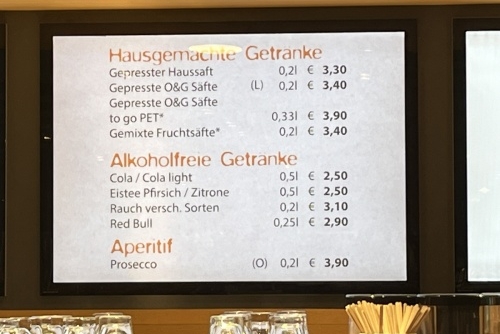 Hausgemachte Getränke
Gepresster Haussaft 0,2l € 3,30
Gepresste O&G Säfte (L) 0,2l € 3,40
Gepresste O&G Säfte
to go PET* 0,33l € 3,90
Gemixte Fruchtsäfte* 0,2l € 3,40
Alkoholfreie Getränke
Cola / Cola light 0,5l € 2,50
Eistee Pfirsich / Zitrone 0,5l € 2,50
Rauch versch. Sorten 0,2l € 3,10
Red Bull 0,25l € 2,90
Aperitif
Prosecco (O) 0,2l € 3,90